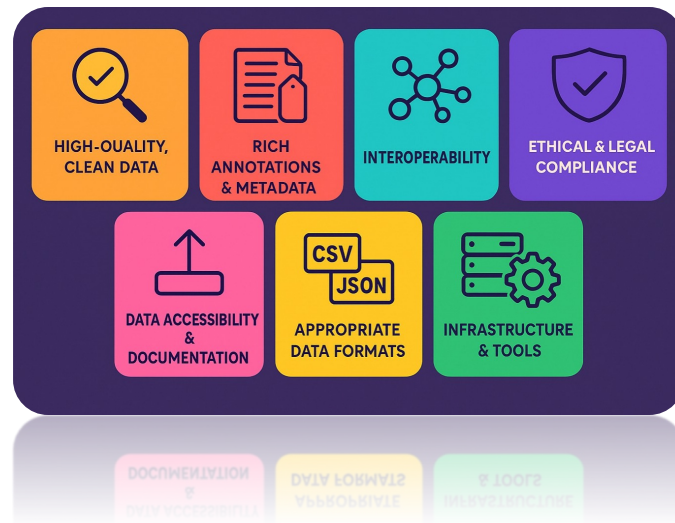 HIGH-OUALITY,
CLEAN DATA
RICH
ANNOTATIONS
& METADATA
INTEROPERABILITY
ETHICAL & LEGAL
COMPLIANCE
DATA ACCESSIBILITY
&
DOCUMENTATION
CSV
JSON
APPROPRIATE
DATA FORMATS
INFRASTRUCTURE
& TOOLS